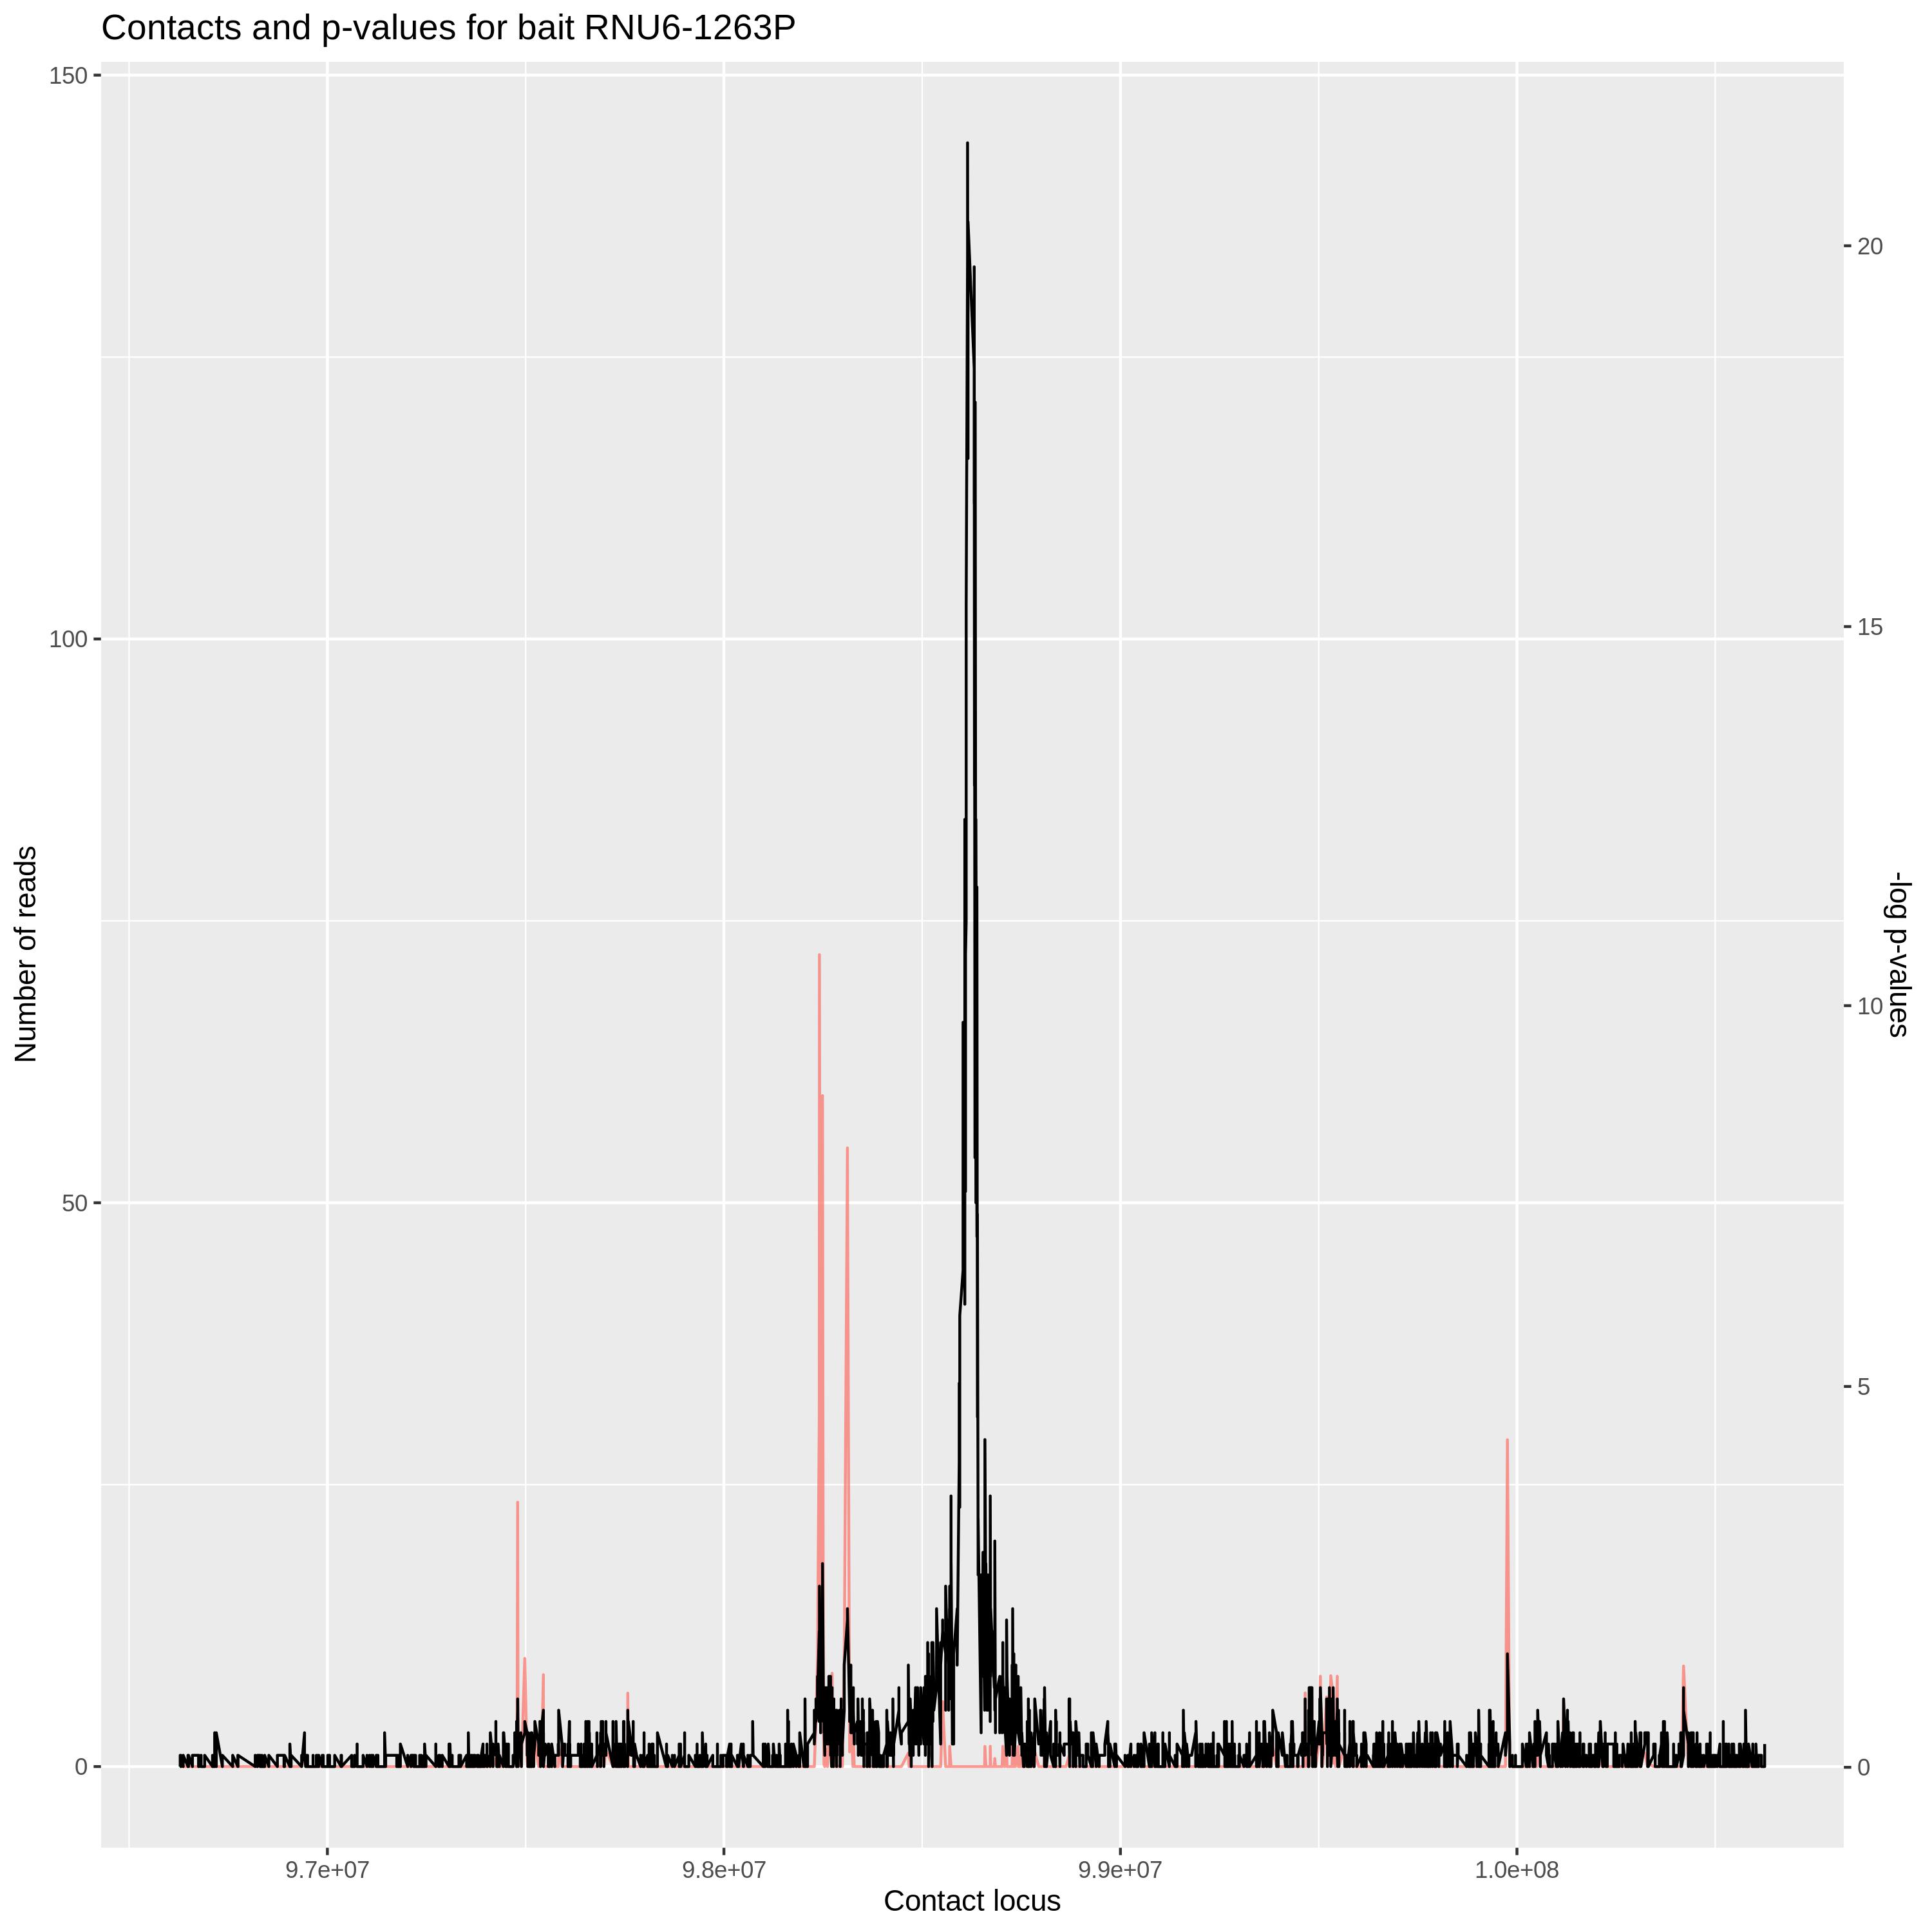 Contacts and p-values for bait RNU6-1263P
150
100
50
0
Number of reads
20
15
10
5
0
-log p-values
9.7e+07
9.8e+07
9.9e+07
1.0e+08
Contact locus